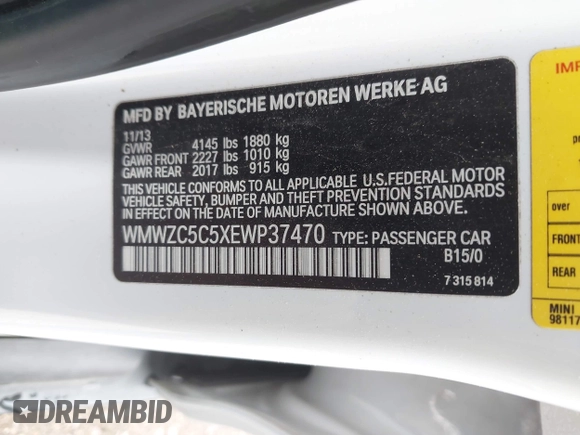 MFD BY BAYERISCHE MOTOREN WERKE AG
11/13
GVWR 4145 lbs 1880 kg
GAWR FRONT 2227 lbs 1010 kg
GAWR REAR 2017 lbs 915 kg
THIS VEHICLE CONFORMS TO ALL APPLICABLE U.S.FEDERAL MOTOR
VEHICLE SAFETY, BUMPER AND THEFT PREVENTION STANDARDS
IN EFFECT ON THE DATE OF MANUFACTURE SHOWN ABOVE.
WMWZC5C5XEWP37470 TYPE: PASSENGER CAR
B15/0
7 315 814
over
FRONT
REAR
MINI
98117
DREAMBID